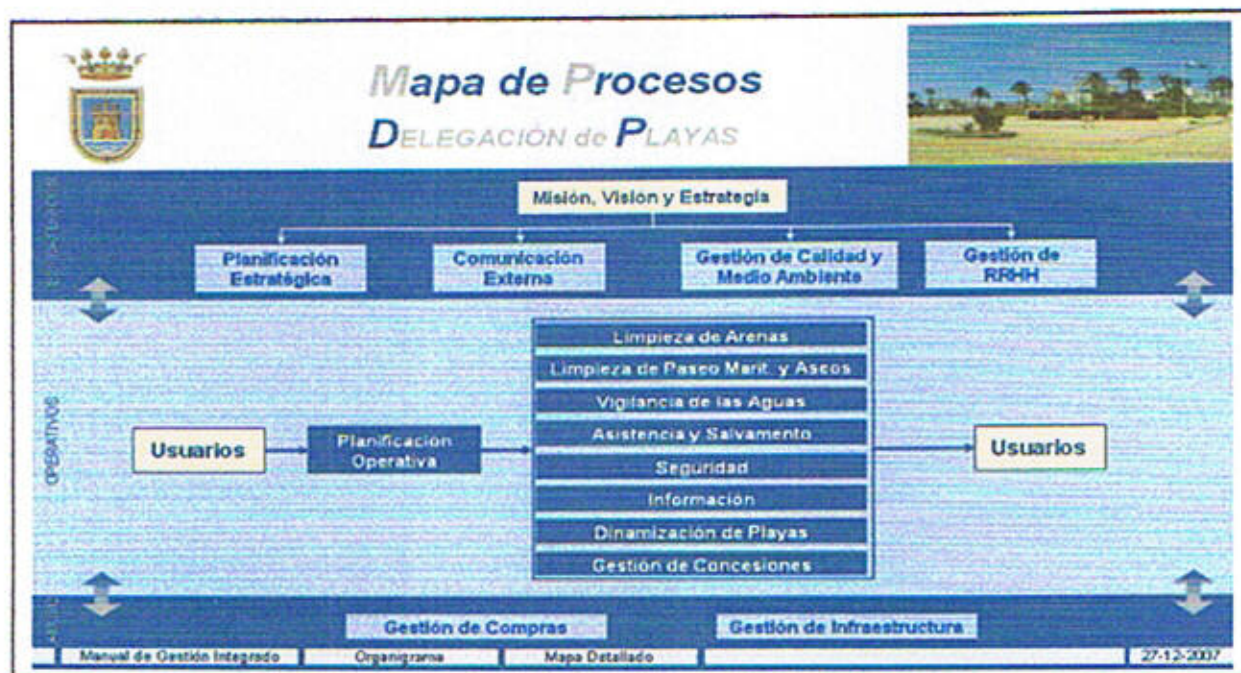 Mapa de Procesos
DELEGACIÓN de PLAYAS
Misión, Visión y Estrategia
Planificación
Estratégica
Comunicación
Externa
Gestión de Calidad y
Medio Ambiente
Gestión de
RRHH
OPERATIVOS
Usuarios
Planificación
Operativa
Limpieza de Arenas
Limpieza de Paseo Marit. y Aseos
Vigilancia de las Aguas
Asistencia y Salvamento
Seguridad
Información
Dinamización de Playas
Gestión de Concesiones
Usuarios
Gestión de Compras
Gestión de Infraestructura
Manual de Gestión Integrado
Organigrama
Mapa Detallado
27-12-2007